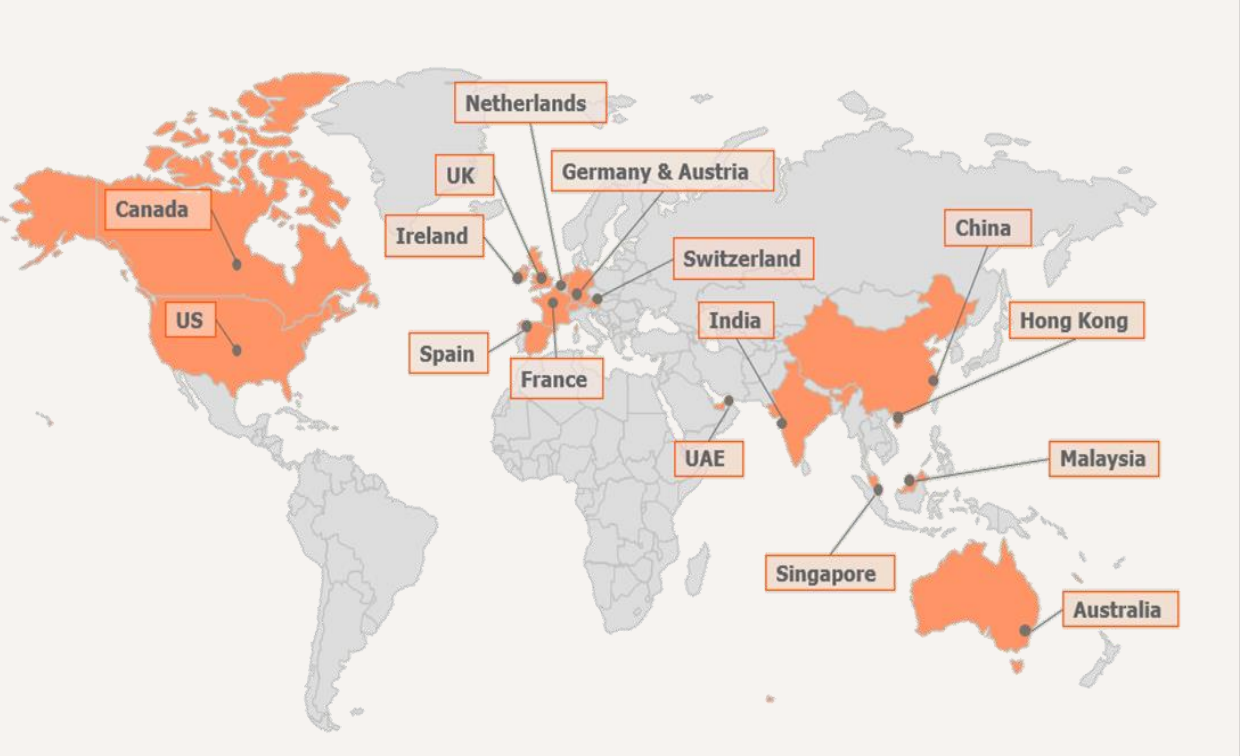 Netherlands
UK
Germany & Austria
Canada
Ireland
China
Switzerland
US
India
Hong Kong
Spain
France
UAE
Malaysia
Singapore
Australia